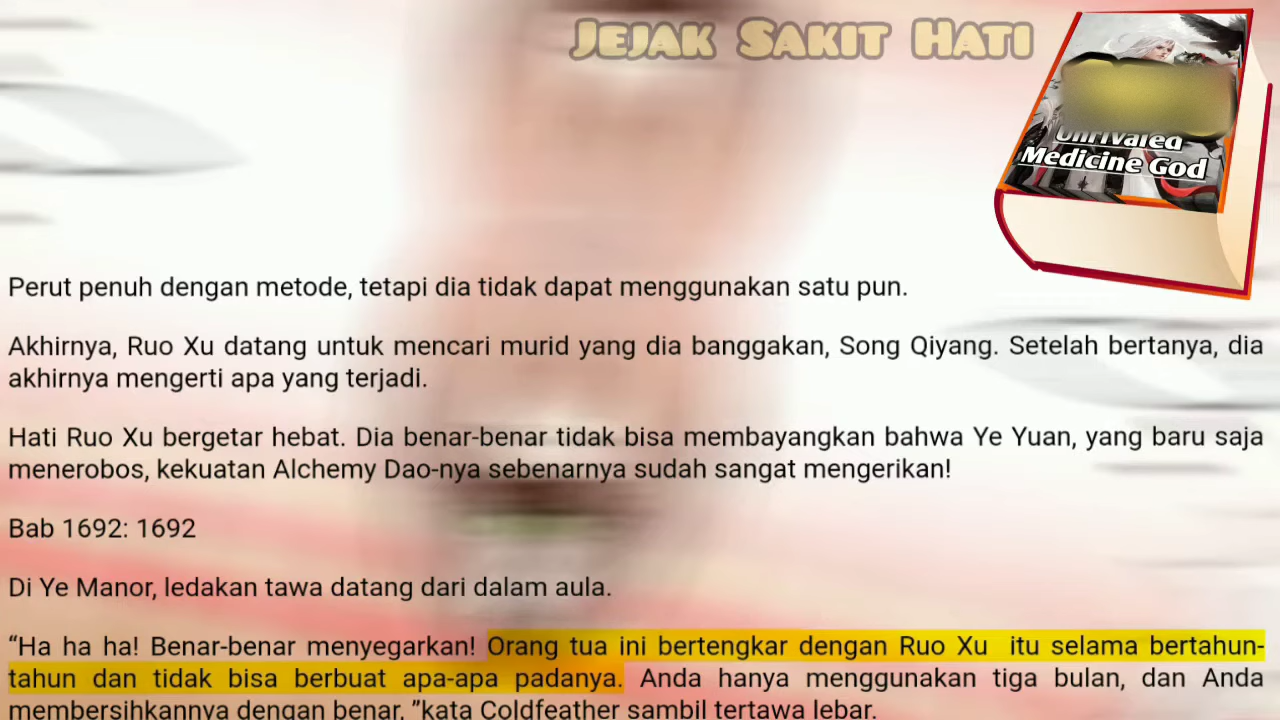 Jejak Sakit Hati
Unrivaled
Medicine God
Perut penuh dengan metode, tetapi dia tidak dapat menggunakan satu pun.
Akhirnya, Ruo Xu datang untuk mencari murid yang dia banggakan, Song Qiyang. Setelah bertanya, dia
akhirnya mengerti apa yang terjadi.
Hati Ruo Xu bergetar hebat. Dia benar-benar tidak bisa membayangkan bahwa Ye Yuan, yang baru saja
menerobos, kekuatan Alchemy Dao-nya sebenarnya sudah sangat mengerikan!
Bab 1692: 1692
Di Ye Manor, ledakan tawa datang dari dalam aula.
“Ha ha ha! Benar-benar menyegarkan! Orang tua ini bertengkar dengan Ruo Xu itu selama bertahun-
tahun dan tidak bisa berbuat apa-apa padanya. Anda hanya menggunakan tiga bulan, dan Anda
membersihkannya dengan benar, ”kata Coldfeather sambil tertawa lebar.